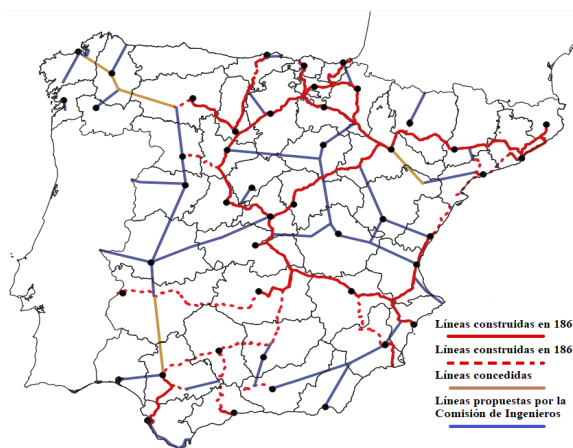 Líneas construidas en 186
Líneas construidas en 186
Líneas concedidas
Líneas propuestas por la
Comisión de Ingenieros